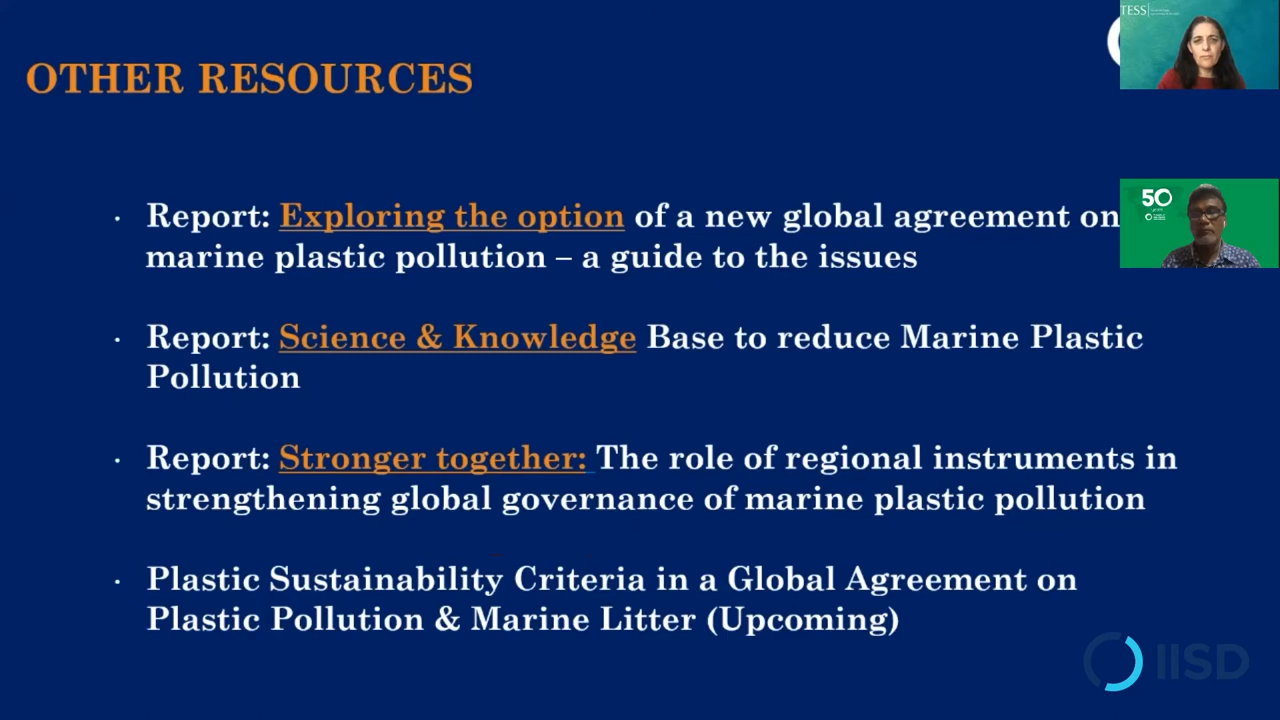 TESS
OTHER RESOURCES
50
· Report: Exploring the option of a new global agreement on
marine plastic pollution – a guide to the issues
· Report: Science & Knowledge Base to reduce Marine Plastic
Pollution
· Report: Stronger together: The role of regional instruments in
strengthening global governance of marine plastic pollution
· Plastic Sustainability Criteria in a Global Agreement on
Plastic Pollution & Marine Litter (Upcoming)
IISD